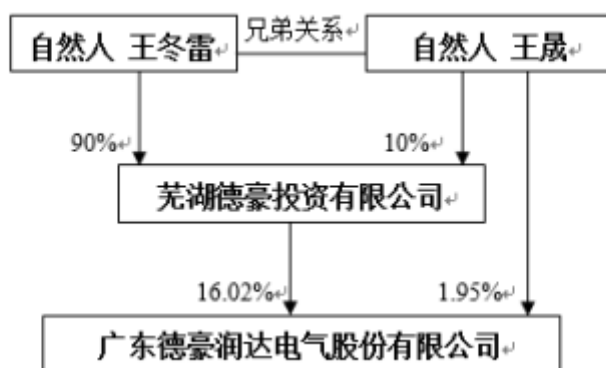 自然人 王冬雷
兄弟关系
自然人 王晟
90%
10%
芜湖德豪投资有限公司
16.02%
1.95%
广东德豪润达电气股份有限公司